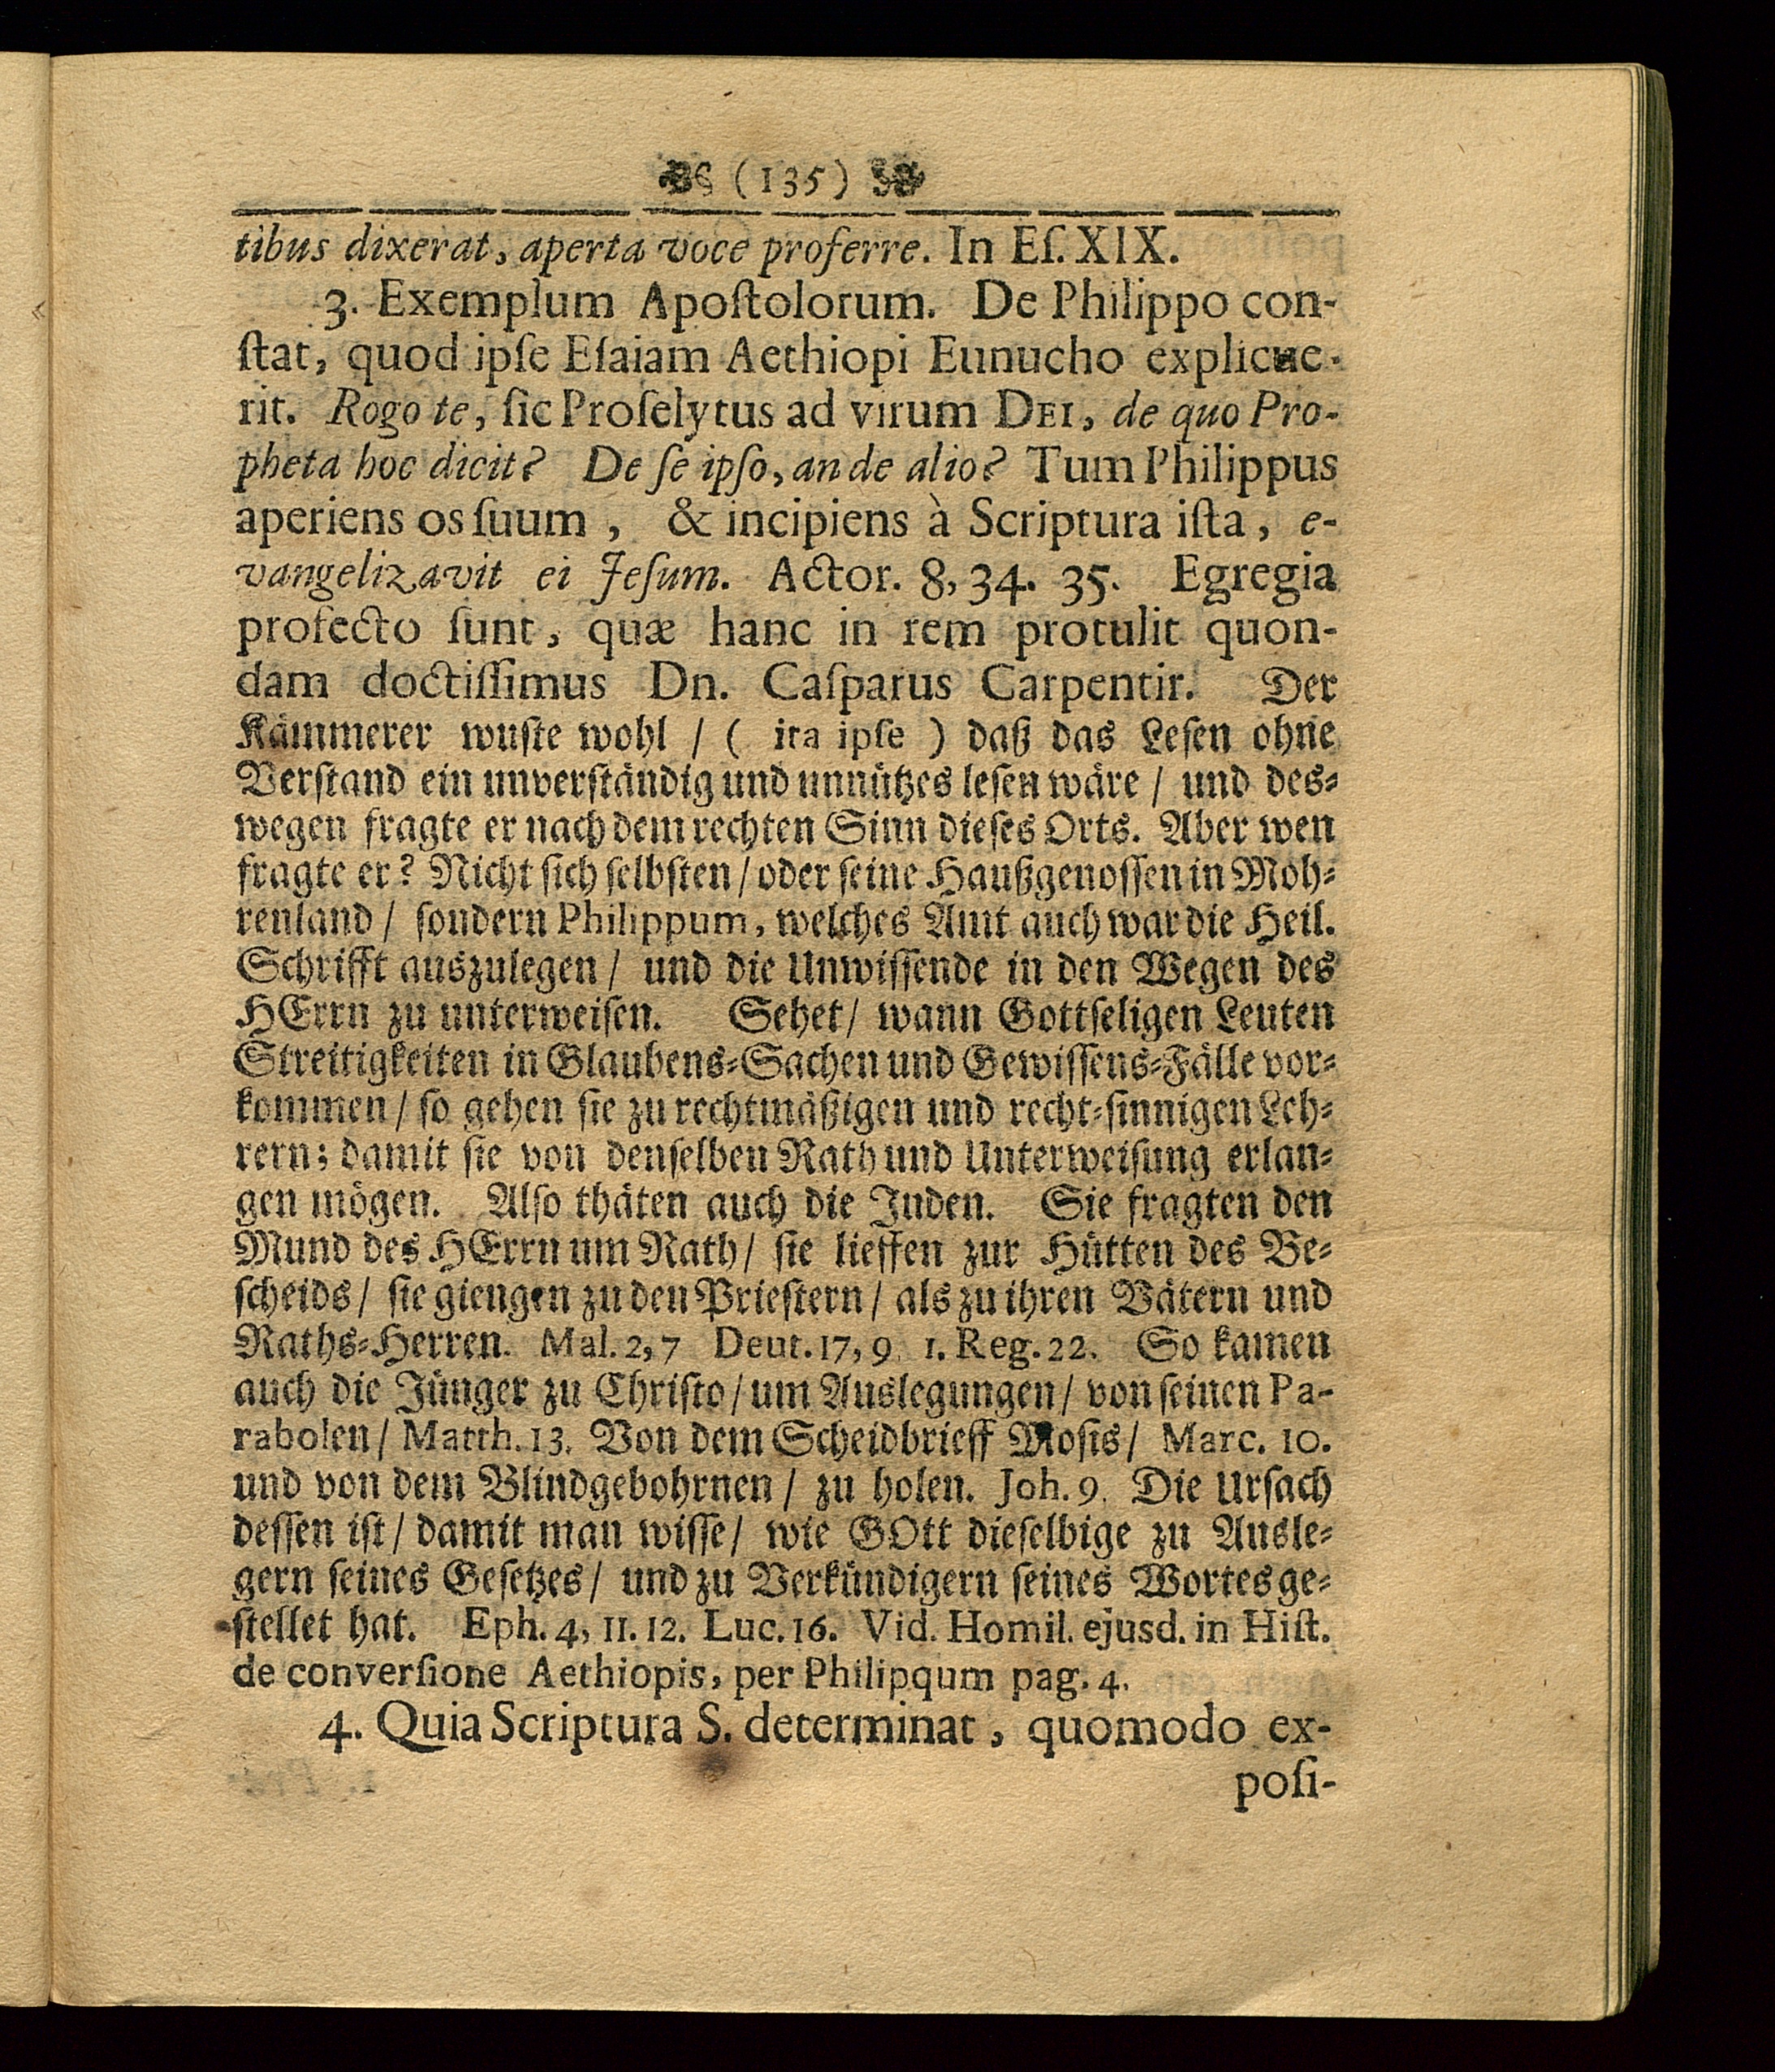 (135)
tibus dixerat, aperta voce proferre. In Eſ. XIX.
3. Exemplum Apoſtolorum. De Philippo con-
ſtat, quod ipſe Eſaiam Aethiopi Eunucho explicue-
rit. Rogo te, ſic Proſelytus ad virum DEI, de quo Pro-
pheta hoc dicit? De ſe ipſo, an de alio? Tum Philippus
aperiens os ſuum, & incipiens à Scriptura iſta, e-
vangelizavit ei Jeſum. Actor. 8, 34. 35. Egregia
profecto ſunt, quæ hanc in rem protulit quon-
dam doctiſſimus Dn. Caſparus Carpentir. Der
Kämmerer wuſte wohl / ( ita ipſe ) daß das Leſen ohne
Verſtand ein unverſtändig und unnützes leſen wäre / und des-
wegen fragte er nach dem rechten Sinn dieſes Orts. Aber wen
fragte er? Nicht ſich ſelbſten / oder ſeine Haußgenoſſen in Moh-
renland / ſondern Philippum, welches Amt auch war die Heil.
Schrifft auszulegen / und die Unwiſſende in den Wegen des
HErrn zu unterweiſen. Sehet / wann Gottſeligen Leuten
Streitigkeiten in Glaubens-Sachen und Gewiſſens-Fälle vor-
kommen / ſo gehen ſie zu rechtmäßigen und recht-ſinnigen Leh-
rern; damit ſie von denſelben Rath und Unterweiſung erlan-
gen mögen. Alſo thäten auch die Juden. Sie fragten den
Mund des HErrn um Rath / ſie lieffen zur Hütten des Be-
ſcheids / ſie giengen zu den Prieſtern / als zu ihren Vätern und
Raths-Herren. Mal. 2, 7 Deut. 17, 9. 1. Reg. 22. So kamen
auch die Jünger zu Chriſto / um Auslegungen / von ſeinen Pa-
rabolen / Matth. 13. Von dem Scheidbrieff Moſis / Marc. 10.
und von dem Blindgebohrnen / zu holen. Joh. 9. Die Urſach
deſſen iſt / damit man wiſſe / wie GOtt dieſelbige zu Ausle-
gern ſeines Geſetzes / und zu Verkündigern ſeines Wortes ge-
ſtellet hat. Eph. 4, 11. 12. Luc. 16. Vid. Homil. ejusd. in Hiſt.
de converſione Aethiopis, per Philipqum pag. 4.
4. Quia Scriptura S. determinat, quomodo ex-
poſi-